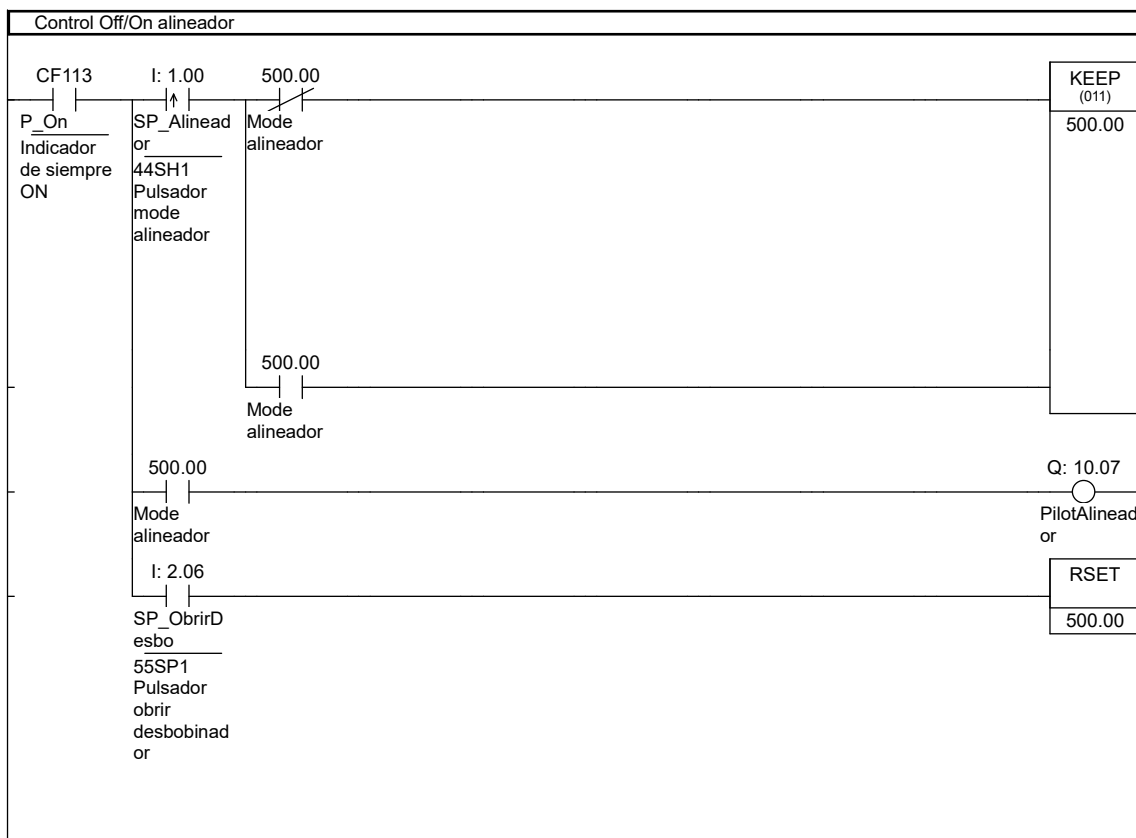 Control Off/On alineador
CF113
I: 1.00
500.00
KEEP
(011)
500.00
P_On
Indicador
de siempre
ON
SP_Alinead
or
44SH1
Pulsador
mode
alineador
Mode
alineador
500.00
Mode
alineador
500.00
Q: 10.07
Mode
alineador
PilotAlinead
or
I: 2.06
RSET
500.00
SP_ObrirD
esbo
55SP1
Pulsador
obrir
desbobinad
or